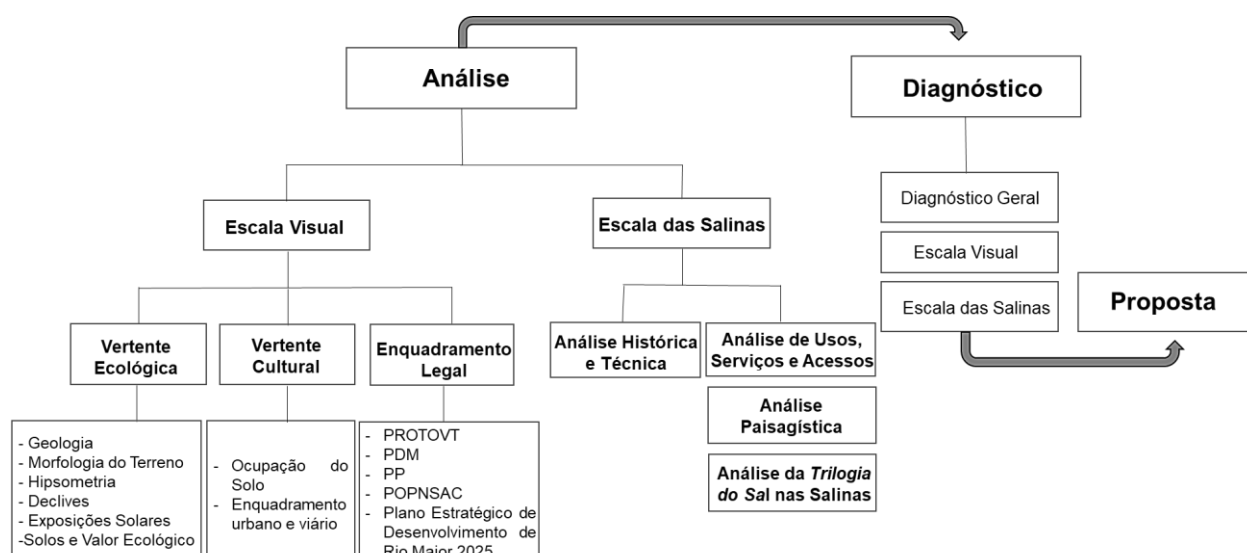 Análise
Diagnóstico
Escala Visual
Escala das Salinas
Diagnóstico Geral
Escala Visual
Escala das Salinas
Proposta
Vertente
Ecológica
Vertente
Cultural
Enquadramento
Legal
Análise Histórica
e Técnica
Análise de Usos,
Serviços e Acessos
Análise
Paisagística
Análise da Trilogia
do Sal nas Salinas
- Geologia
- Morfologia do Terreno
- Hipsometria
- Declives
- Exposições Solares
-Solos e Valor Ecológico
- Ocupação do
Solo
- Enquadramento
urbano e viário
- PROTOVT
- PDM
- PP
- POPNSAC
- Plano Estratégico de
Desenvolvimento de
Rio Maior 2025